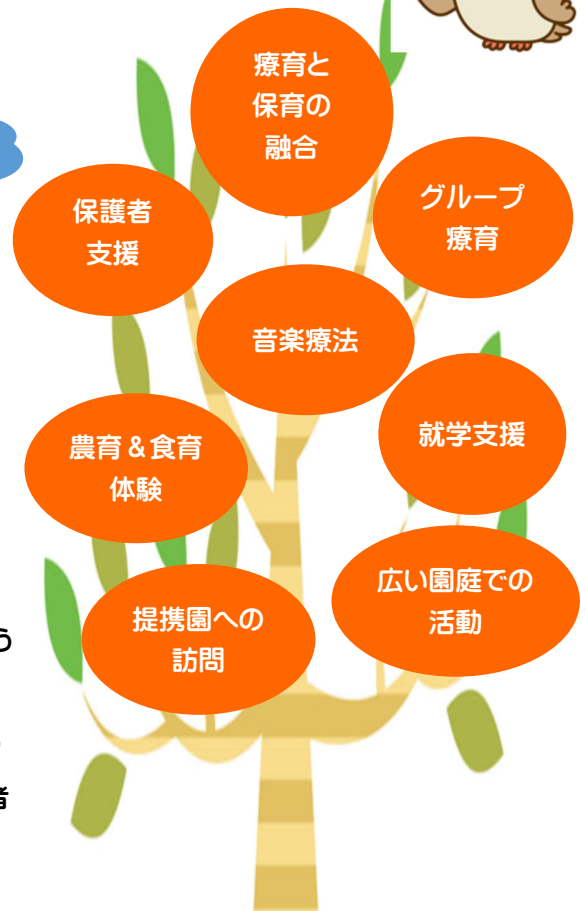 療育と
保育の
融合
グループ
療育
保護者
支援
音楽療法
就学支援
農育＆食育
体験
広い園庭での
活動
提携園への
訪問
う